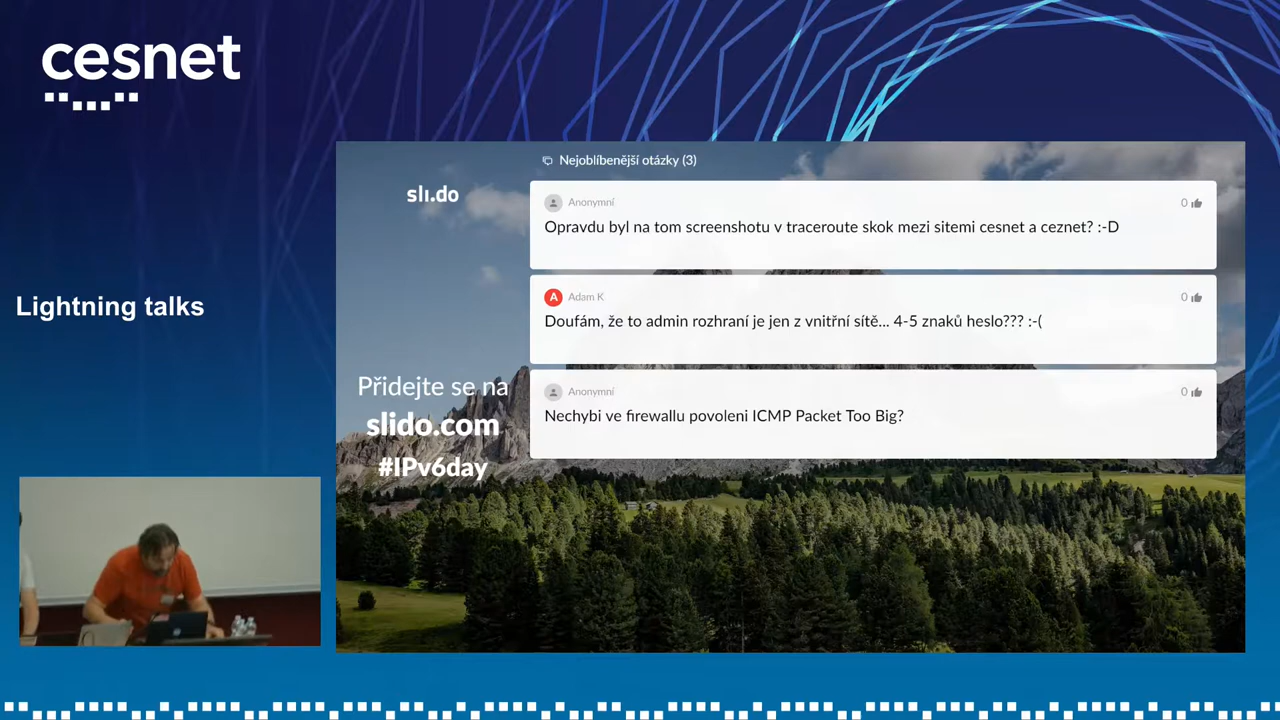 cesnet
Lightning talks
sli.do
Přidejte se na
slido.com
#IPv6day
Nejoblíbenější otázky (3)
Anonymní
0
Opravdu byl na tom screenshotu v traceroute skok mezi sitemi cesnet a ceznet? :-D
A
Adam K
0
Doufám, že to admin rozhraní je jen z vnitřní sítě... 4-5 znaků heslo??? :-(
Anonymní
0
Nechybi ve firewallu povoleni ICMP Packet Too Big?